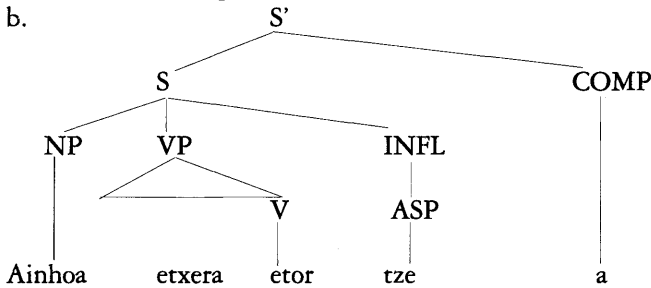 b. S'
S COMP
NP VP INFL
V ASP
Ainhoa etxera etor tze a